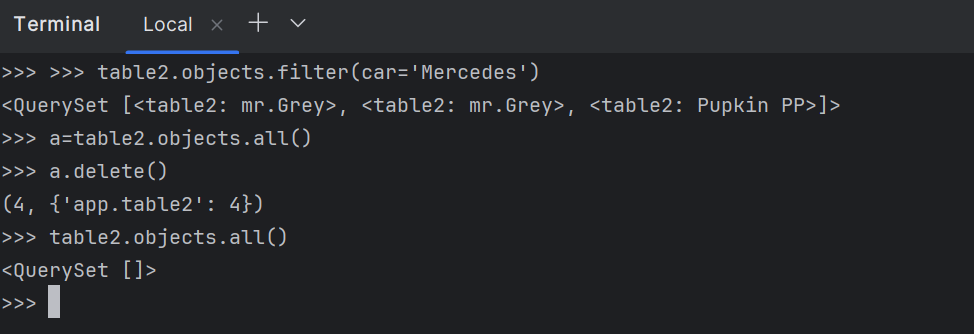 Terminal Local × + ⌄
>>> >>> table2.objects.filter(car='Mercedes')
<QuerySet [<table2: mr.Grey>, <table2: mr.Grey>, <table2: Pupkin PP>]>
>>> a=table2.objects.all()
>>> a.delete()
(4, {'app.table2': 4})
>>> table2.objects.all()
<QuerySet []>
>>>